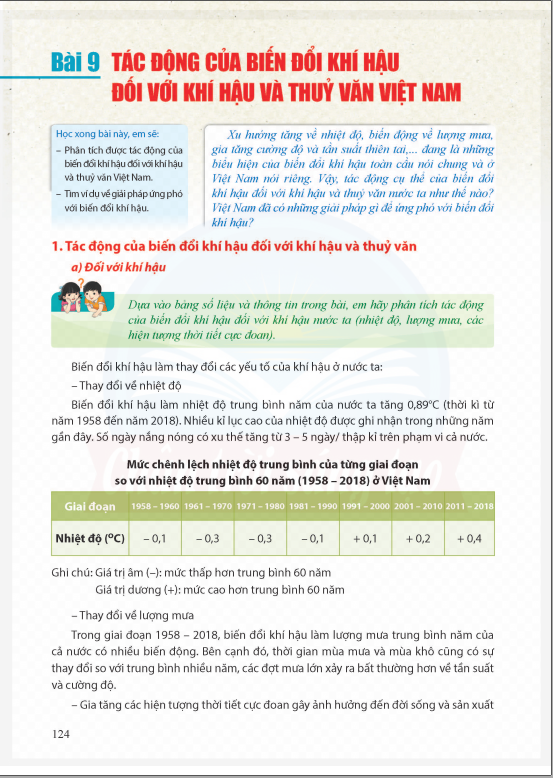 Bài 9 TÁC ĐỘNG CỦA BIẾN ĐỔI KHÍ HẬU
ĐỐI VỚI KHÍ HẬU VÀ THUỶ VĂN VIỆT NAM
Học xong bài này, em sẽ:
– Phân tích được tác động của
biến đổi khí hậu đối với khí hậu
và thuỷ văn Việt Nam.
– Tìm ví dụ về giải pháp ứng phó
với biến đổi khí hậu.
Xu hướng tăng về nhiệt độ, biến động về lượng mưa,
gia tăng cường độ và tần suất thiên tai,... đang là những
biểu hiện của biến đổi khí hậu toàn cầu nói chung và ở
Việt Nam nói riêng. Vậy, tác động cụ thể của biến đổi
khí hậu đối với khí hậu và thuỷ văn nước ta như thế nào?
Việt Nam đã có những giải pháp gì để ứng phó với biến đổi
khí hậu?
1. Tác động của biến đổi khí hậu đối với khí hậu và thuỷ văn
a) Đối với khí hậu
Dựa vào bảng số liệu và thông tin trong bài, em hãy phân tích tác động
của biến đổi khí hậu đối với khí hậu nước ta (nhiệt độ, lượng mưa, các
hiện tượng thời tiết cực đoan).
Biến đổi khí hậu làm thay đổi các yếu tố của khí hậu ở nước ta:
– Thay đổi về nhiệt độ
Biến đổi khí hậu làm nhiệt độ trung bình năm của nước ta tăng 0,89°C (thời kì từ
năm 1958 đến năm 2018). Nhiều kỉ lục cao của nhiệt độ được ghi nhận trong những năm
gần đây. Số ngày nắng nóng có xu thế tăng từ 3 – 5 ngày/ thập kỉ trên phạm vi cả nước.
Mức chênh lệch nhiệt độ trung bình của từng giai đoạn
so với nhiệt độ trung bình 60 năm (1958 – 2018) ở Việt Nam
Giai đoạn 1958 – 1960 1961 – 1970 1971 – 1980 1981 – 1990 1991 – 2000 2001 – 2010 2011 – 2018
Nhiệt độ (ºC) – 0,1 – 0,3 – 0,3 – 0,1 + 0,1 + 0,2 + 0,4
Ghi chú: Giá trị âm (–): mức thấp hơn trung bình 60 năm
Giá trị dương (+): mức cao hơn trung bình 60 năm
– Thay đổi về lượng mưa
Trong giai đoạn 1958 – 2018, biến đổi khí hậu làm lượng mưa trung bình năm của
cả nước có nhiều biến động. Bên cạnh đó, thời gian mùa mưa và mùa khô cũng có sự
thay đổi so với trung bình nhiều năm, các đợt mưa lớn xảy ra bất thường hơn về tần suất
và cường độ.
– Gia tăng các hiện tượng thời tiết cực đoan gây ảnh hưởng đến đời sống và sản xuất
124